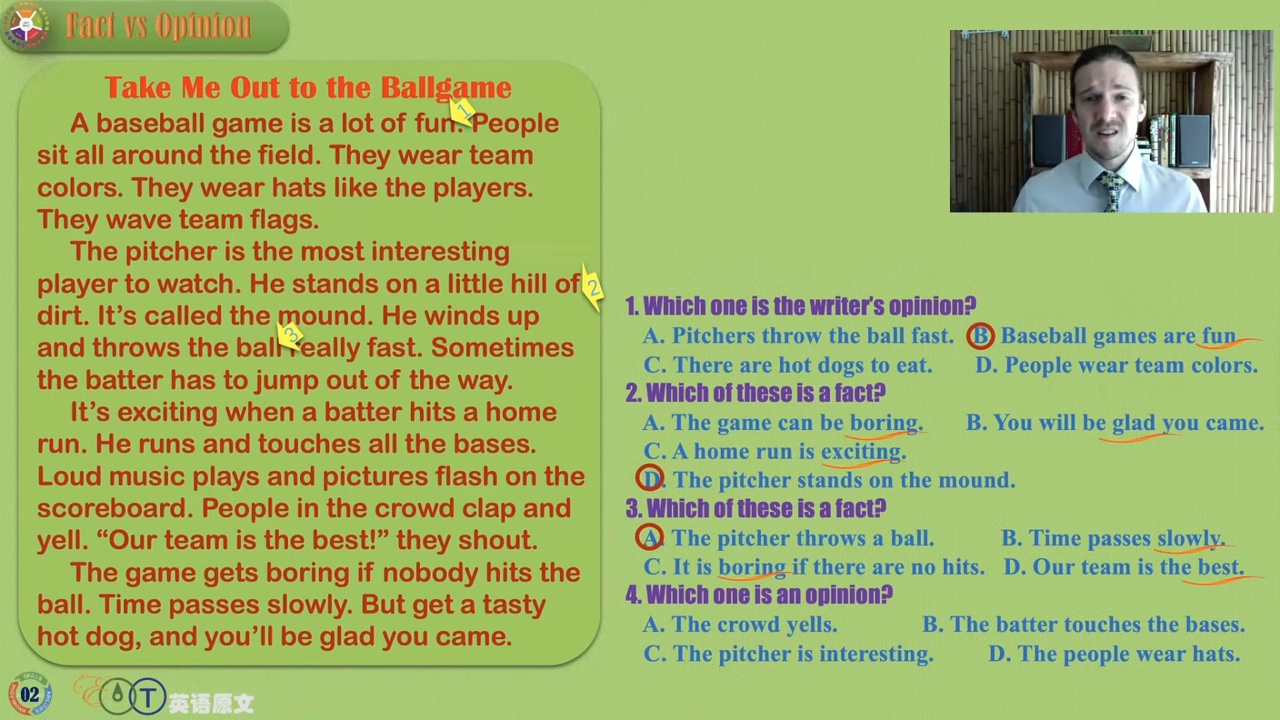 Fact vs Opinion
Take Me Out to the Ballgame
A baseball game is a lot of fun. People
sit all around the field. They wear team
colors. They wear hats like the players.
They wave team flags.
The pitcher is the most interesting
player to watch. He stands on a little hill of
dirt. It’s called the mound. He winds up
and throws the ball really fast. Sometimes
the batter has to jump out of the way.
It’s exciting when a batter hits a home
run. He runs and touches all the bases.
Loud music plays and pictures flash on the
scoreboard. People in the crowd clap and
yell. “Our team is the best!” they shout.
The game gets boring if nobody hits the
ball. Time passes slowly. But get a tasty
hot dog, and you’ll be glad you came.
1
2
3
1. Which one is the writer’s opinion?
A. Pitchers throw the ball fast. B. Baseball games are fun.
C. There are hot dogs to eat. D. People wear team colors.
2. Which of these is a fact?
A. The game can be boring. B. You will be glad you came.
C. A home run is exciting.
D. The pitcher stands on the mound.
3. Which of these is a fact?
A. The pitcher throws a ball. B. Time passes slowly.
C. It is boring if there are no hits. D. Our team is the best.
4. Which one is an opinion?
A. The crowd yells. B. The batter touches the bases.
C. The pitcher is interesting. D. The people wear hats.
02
E T 英语原文